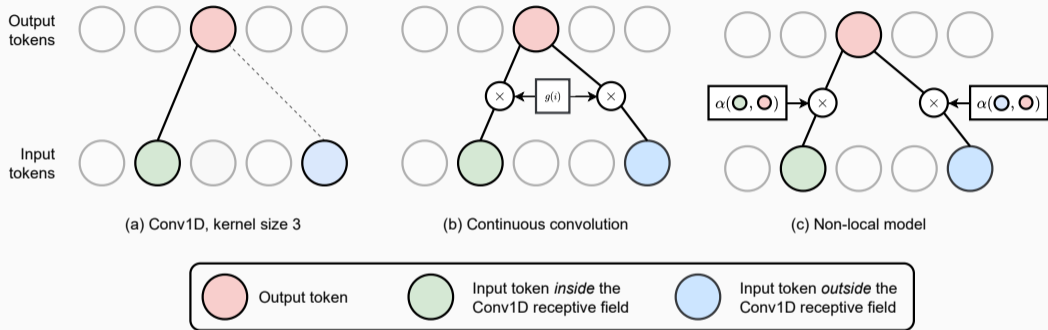 Output
tokens
Input
tokens
(a) Conv1D, kernel size 3
×
g(i)
×
(b) Continuous convolution
α( , )
×
×
α( , )
(c) Non-local model
Output token
Input token inside the
Conv1D receptive field
Input token outside the
Conv1D receptive field